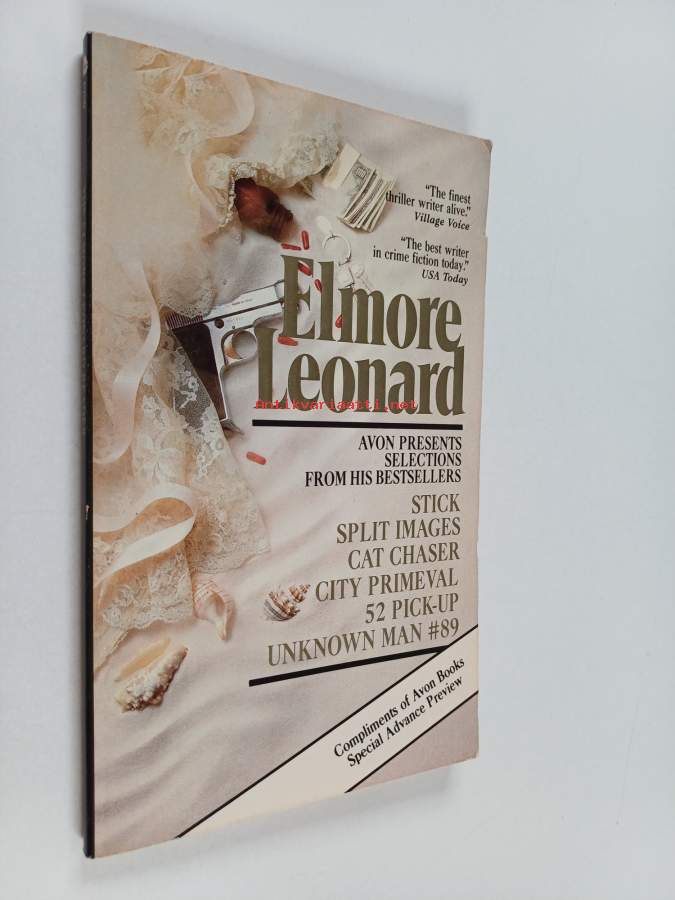 "The finest
thriller writer alive."
Village Voice
"The best writer
in crime fiction today."
USA Today
Elmore
Leonard
antikvariaatti.net
AVON PRESENTS
SELECTIONS
FROM HIS BESTSELLERS
STICK
SPLIT IMAGES
CAT CHASER
CITY PRIMEVAL
52 PICK-UP
UNKNOWN MAN #89
Compliments of Avon Books
Special Advance Preview